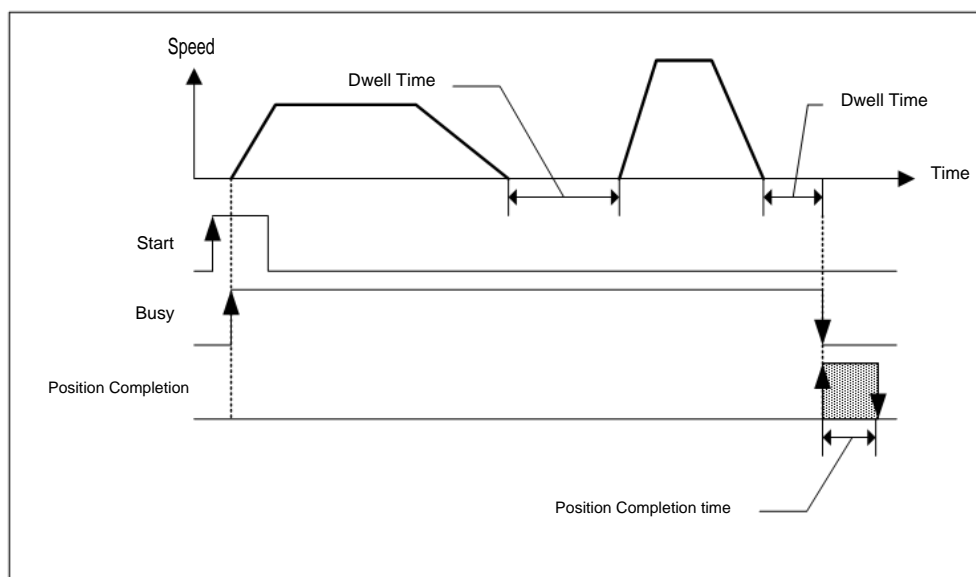 Speed
Dwell Time
Dwell Time
Time
Start
Busy
Position Completion
Position Completion time